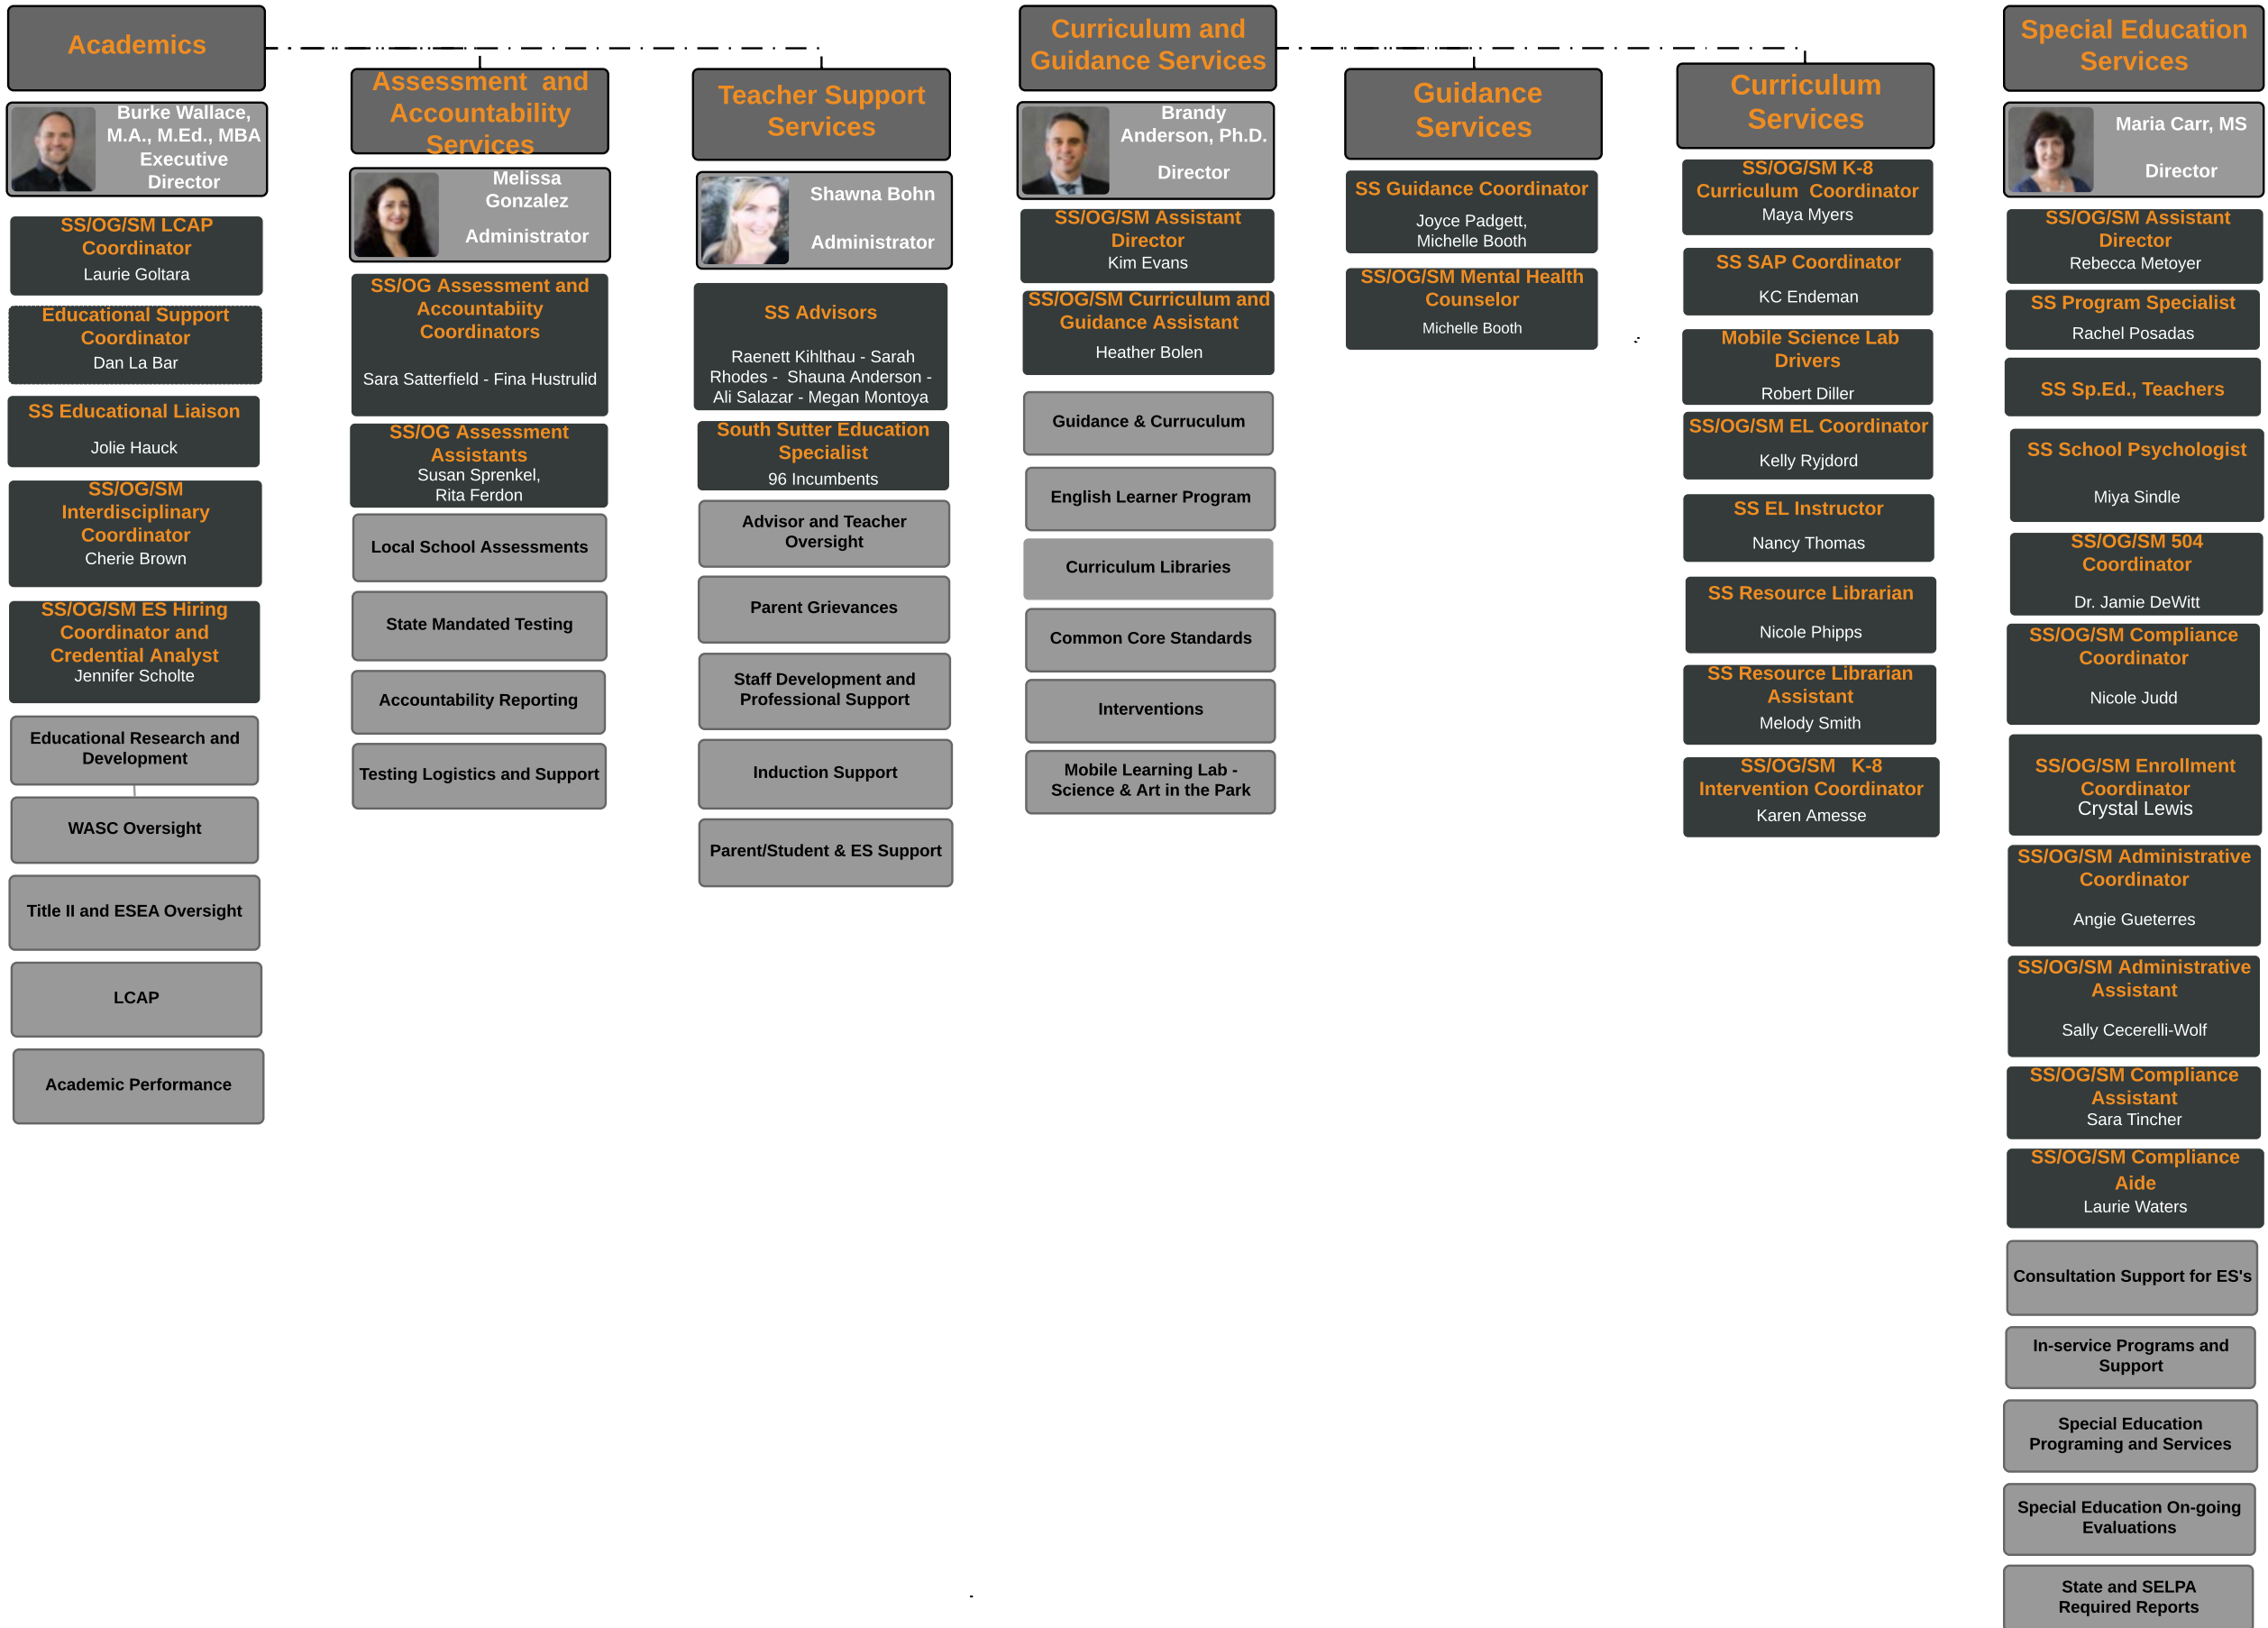 Academics
Burke Wallace,
M.A., M.Ed., MBA
Executive
Director
SS/OG/SM LCAP
Coordinator
Laurie Goltara
Educational Support
Coordinator
Dan La Bar
SS Educational Liaison
Jolie Hauck
SS/OG/SM
Interdisciplinary
Coordinator
Cherie Brown
SS/OG/SM ES Hiring
Coordinator and
Credential Analyst
Jennifer Scholte
Educational Research and
Development
WASC Oversight
Title II and ESEA Oversight
LCAP
Academic Performance
Assessment and
Accountability
Services
Melissa
Gonzalez
Administrator
SS/OG Assessment and
Accountabiity
Coordinators
Sara Satterfield - Fina Hustrulid
SS/OG Assessment
Assistants
Susan Sprenkel,
Rita Ferdon
Local School Assessments
State Mandated Testing
Accountability Reporting
Testing Logistics and Support
Teacher Support
Services
Shawna Bohn
Administrator
SS Advisors
Raenett Kihlthau - Sarah
Rhodes - Shauna Anderson -
Ali Salazar - Megan Montoya
South Sutter Education
Specialist
96 Incumbents
Advisor and Teacher
Oversight
Parent Grievances
Staff Development and
Professional Support
Induction Support
Parent/Student & ES Support
Curriculum and
Guidance Services
Brandy
Anderson, Ph.D.
Director
SS/OG/SM Assistant
Director
Kim Evans
SS/OG/SM Curriculum and
Guidance Assistant
Heather Bolen
Guidance & Curruculum
English Learner Program
Curriculum Libraries
Common Core Standards
Interventions
Mobile Learning Lab -
Science & Art in the Park
Guidance
Services
SS Guidance Coordinator
Joyce Padgett,
Michelle Booth
SS/OG/SM Mental Health
Counselor
Michelle Booth
Curriculum
Services
SS/OG/SM K-8
Curriculum Coordinator
Maya Myers
SS SAP Coordinator
KC Endeman
Mobile Science Lab
Drivers
Robert Diller
SS/OG/SM EL Coordinator
Kelly Ryjdord
SS EL Instructor
Nancy Thomas
SS Resource Librarian
Nicole Phipps
SS Resource Librarian
Assistant
Melody Smith
SS/OG/SM K-8
Intervention Coordinator
Karen Amesse
Special Education
Services
Maria Carr, MS
Director
SS/OG/SM Assistant
Director
Rebecca Metoyer
SS Program Specialist
Rachel Posadas
SS Sp.Ed., Teachers
SS School Psychologist
Miya Sindle
SS/OG/SM 504
Coordinator
Dr. Jamie DeWitt
SS/OG/SM Compliance
Coordinator
Nicole Judd
SS/OG/SM Enrollment
Coordinator
Crystal Lewis
SS/OG/SM Administrative
Coordinator
Angie Gueterres
SS/OG/SM Administrative
Assistant
Sally Cecerelli-Wolf
SS/OG/SM Compliance
Assistant
Sara Tincher
SS/OG/SM Compliance
Aide
Laurie Waters
Consultation Support for ES's
In-service Programs and
Support
Special Education
Programing and Services
Special Education On-going
Evaluations
State and SELPA
Required Reports